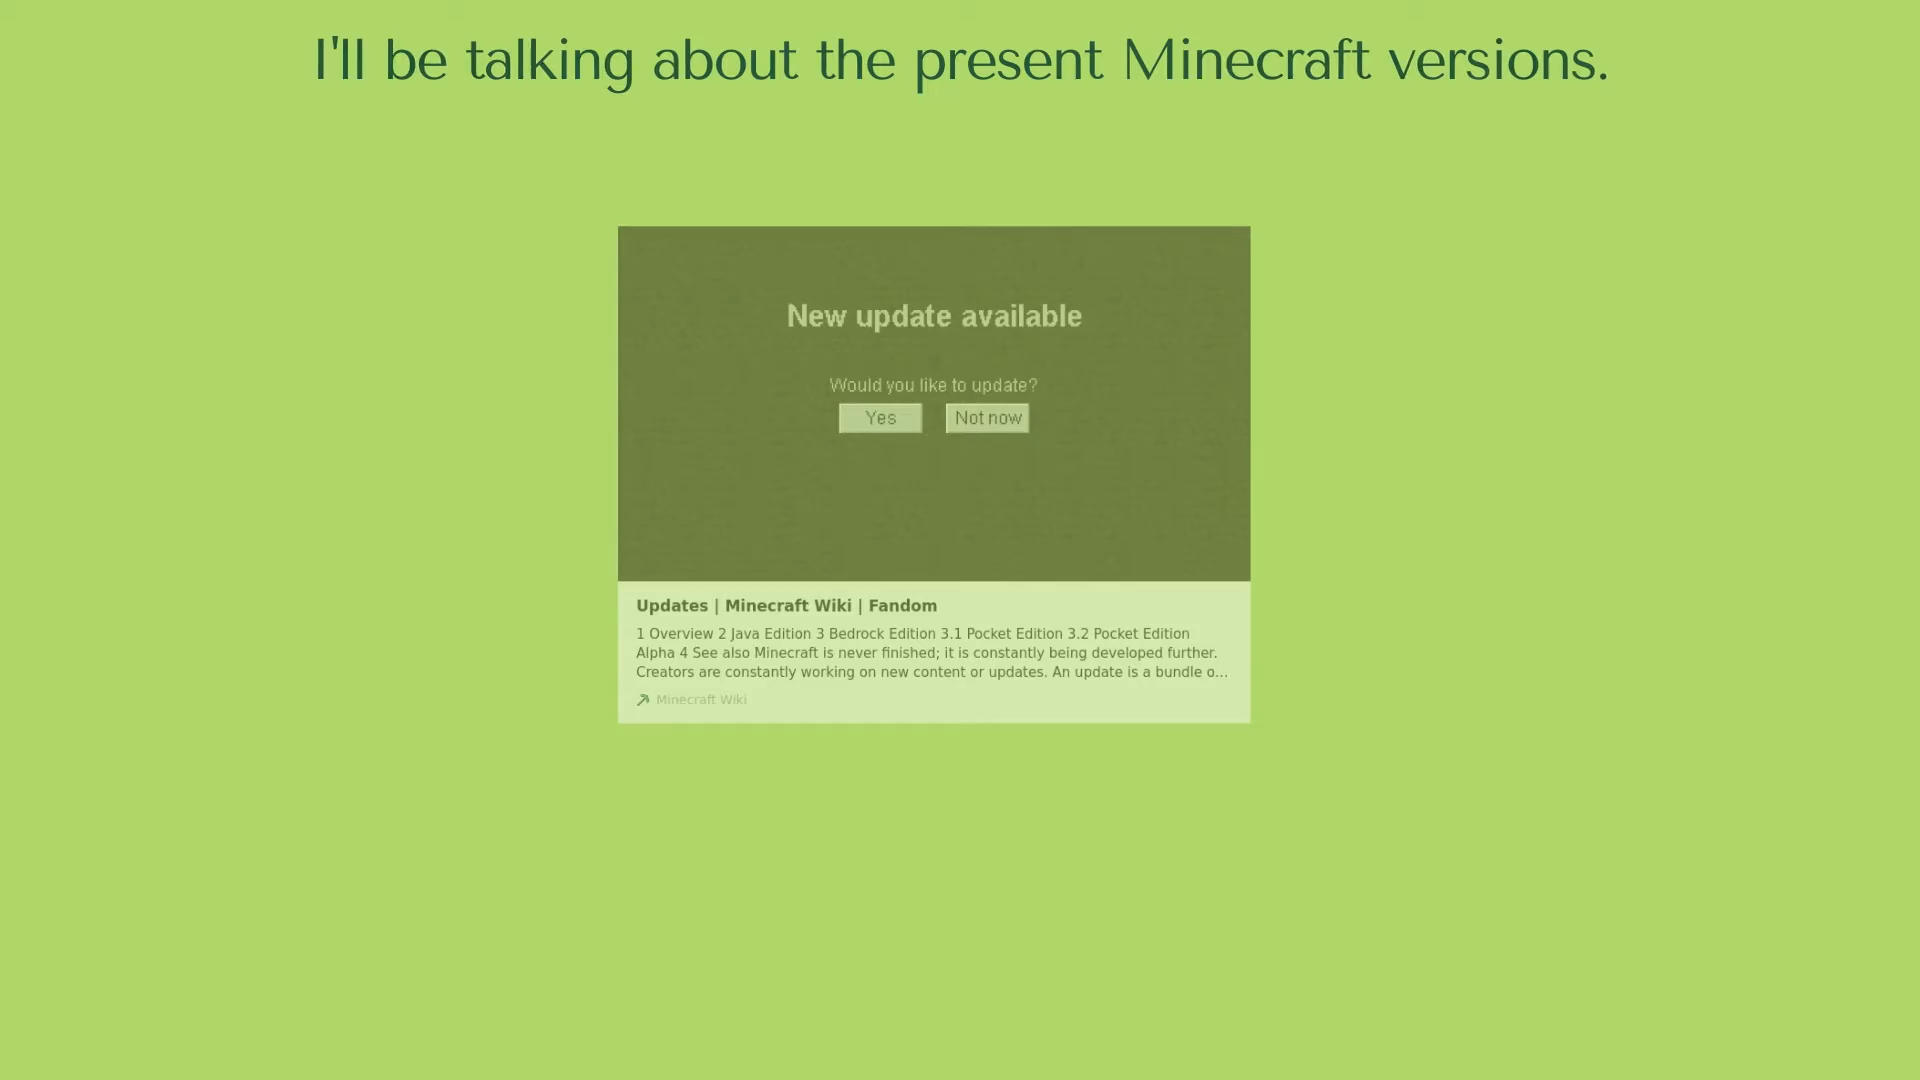 I'll be talking about the present Minecraft versions.
New update available
Would you like to update?
Yes Not now
Updates | Minecraft Wiki | Fandom
1 Overview 2 Java Edition 3 Bedrock Edition 3.1 Pocket Edition 3.2 Pocket Edition
Alpha 4 See also Minecraft is never finished; it is constantly being developed further.
Creators are constantly working on new content or updates. An update is a bundle o...
Minecraft Wiki